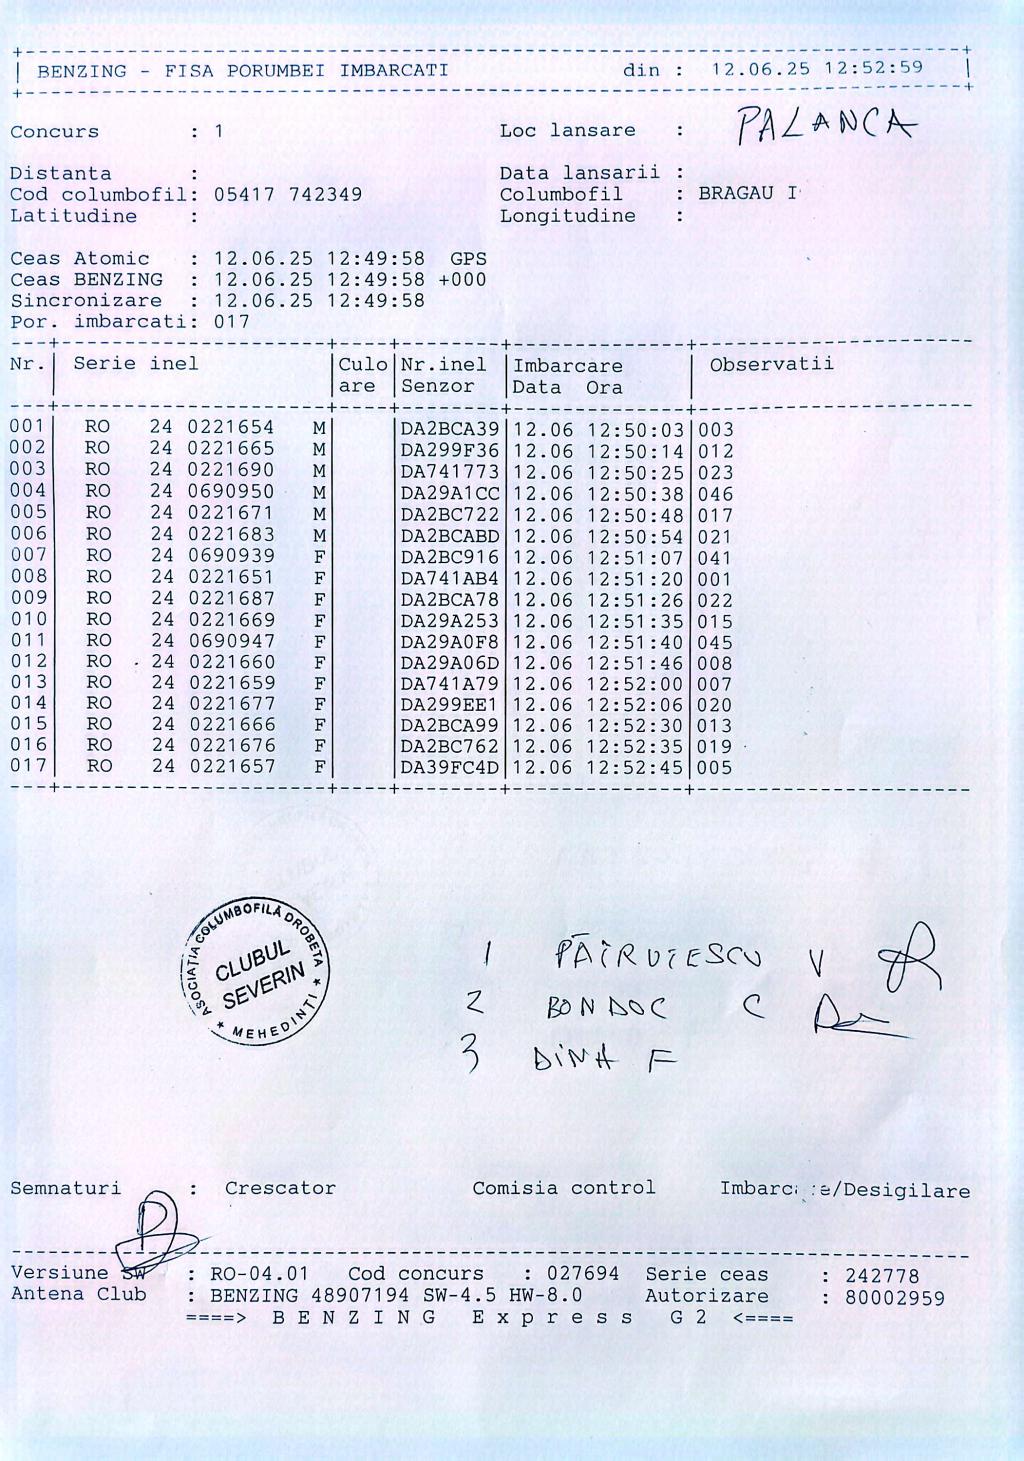 BENZING - FISA PORUMBEI IMBARCATI din : 12.06.25 12:52:59
Concurs : 1 Loc lansare : PALANCA
Distanta : Data lansarii :
Cod columbofil: 05417 742349 Columbofil : BRAGAU I
Latitudine : Longitudine :
Ceas Atomic : 12.06.25 12:49:58 GPS
Ceas BENZING : 12.06.25 12:49:58 +000
Sincronizare : 12.06.25 12:49:58
Por. imbarcati: 017
Nr. Serie inel Culo Nr.inel Imbarcare Observatii
are Senzor Data Ora
001 RO 24 0221654 M DA2BCA39 12.06 12:50:03 003
002 RO 24 0221665 M DA299F36 12.06 12:50:14 012
003 RO 24 0221690 M DA741773 12.06 12:50:25 023
004 RO 24 0690950 M DA29A1CC 12.06 12:50:38 046
005 RO 24 0221671 M DA2BC722 12.06 12:50:48 017
006 RO 24 0221683 M DA2BCABD 12.06 12:50:54 021
007 RO 24 0690939 F DA2BC916 12.06 12:51:07 041
008 RO 24 0221651 F DA741AB4 12.06 12:51:20 001
009 RO 24 0221687 F DA2BCA78 12.06 12:51:26 022
010 RO 24 0221669 F DA29A253 12.06 12:51:35 015
011 RO 24 0690947 F DA29A0F8 12.06 12:51:40 045
012 RO 24 0221660 F DA29A06D 12.06 12:51:46 008
013 RO 24 0221659 F DA741A79 12.06 12:52:00 007
014 RO 24 0221677 F DA299EE1 12.06 12:52:06 020
015 RO 24 0221666 F DA2BCA99 12.06 12:52:30 013
016 RO 24 0221676 F DA2BC762 12.06 12:52:35 019
017 RO 24 0221657 F DA39FC4D 12.06 12:52:45 005
ASOCIAȚIA COLUMBOFILĂ DROBETA
CLUBUL
SEVERIN
* MEHEDINTI *
1 V
2 BONDOC C
3 DINA F
Semnaturi : Crescator Comisia control /Desigilare
Versiune SW : RO-04.01 Cod concurs : 027694 Serie ceas : 242778
Antena Club : BENZING 48907194 SW-4.5 HW-8.0 Autorizare : 80002959
====> B E N Z I N G E x p r e s s G 2 <====